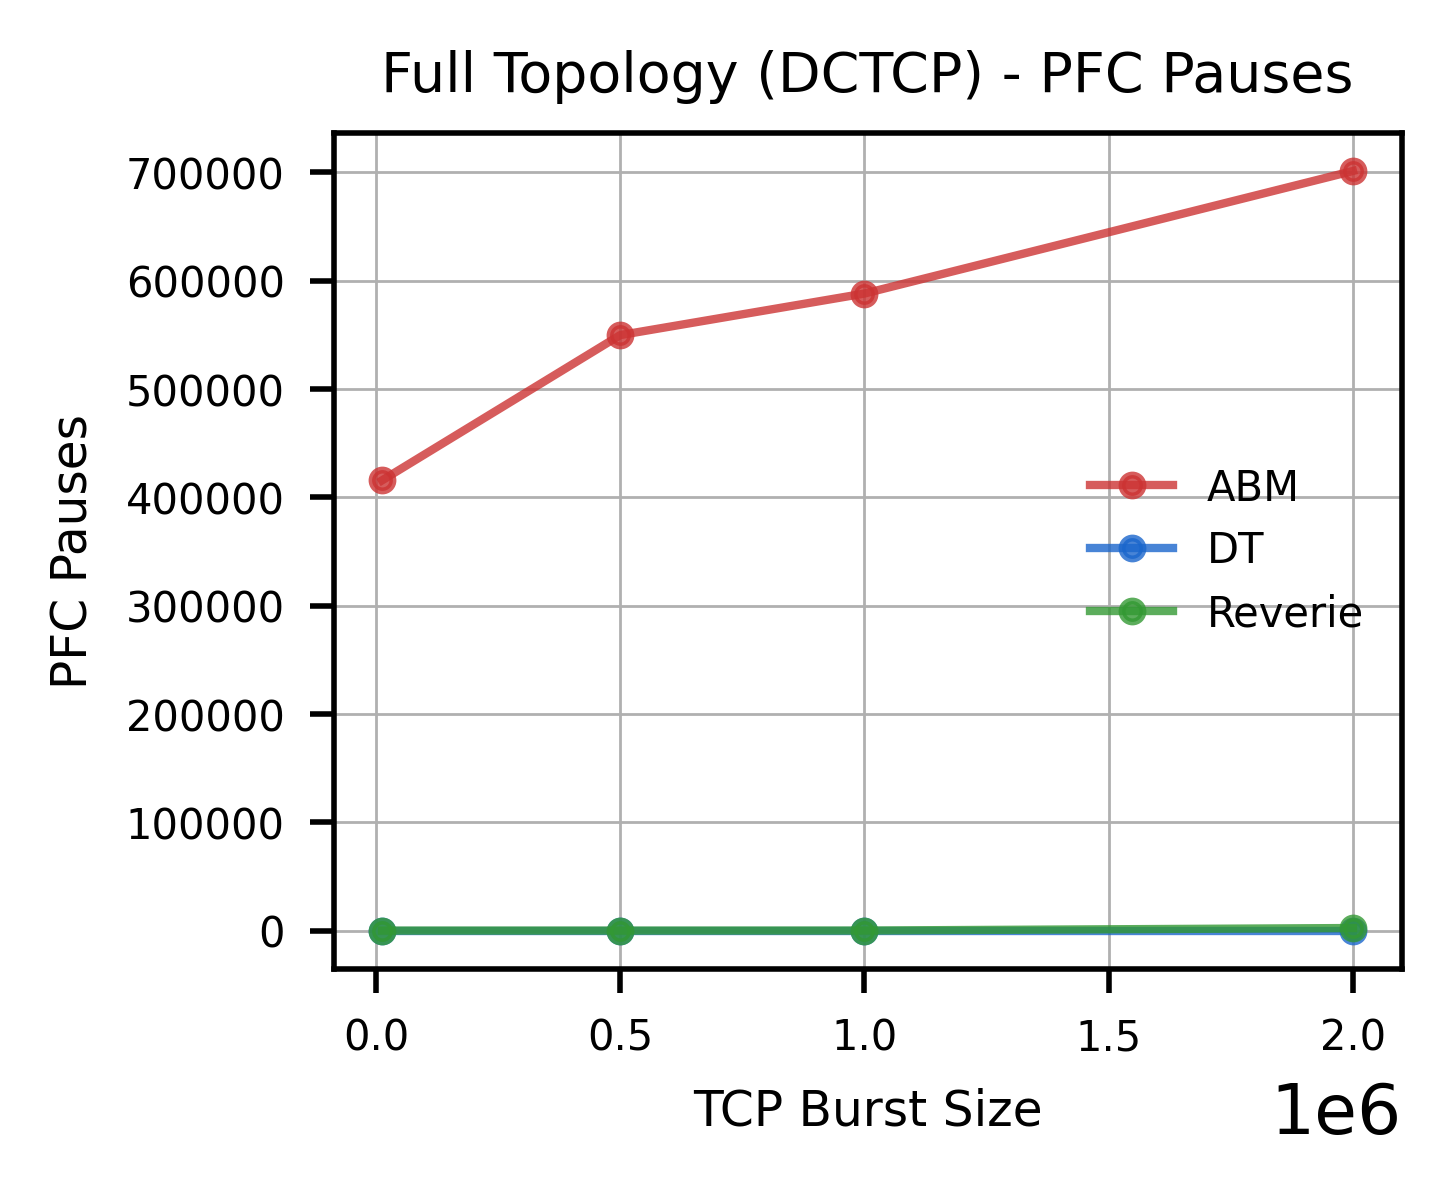 Full Topology (DCTCP) - PFC Pauses
700000
600000
500000
400000
300000
200000
100000
0
PFC Pauses
ABM
DT
Reverie
0.0 0.5 1.0 1.5 2.0
TCP Burst Size
1e6